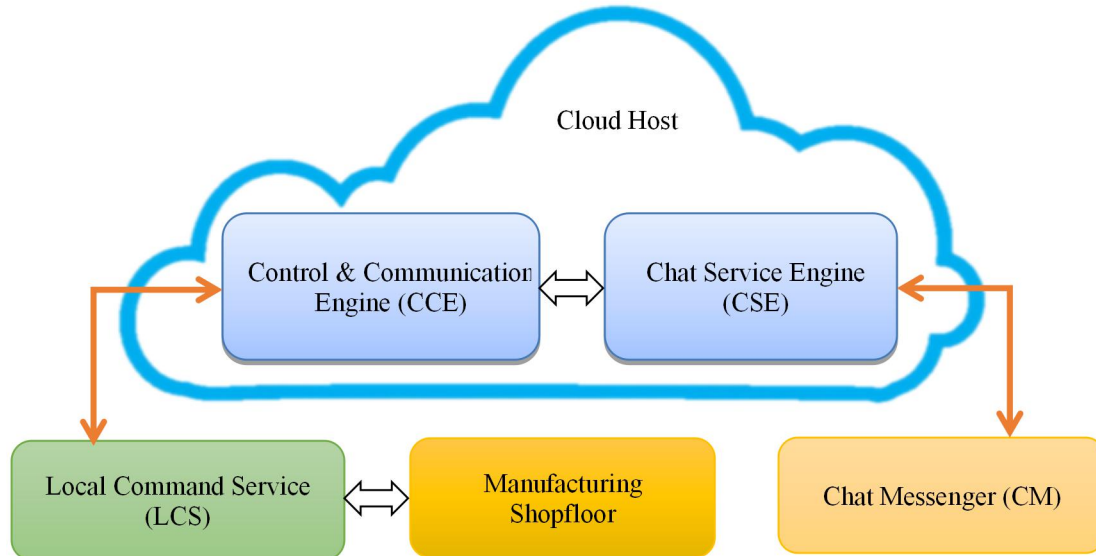 Cloud Host
Control & Communication
Engine (CCE)
Chat Service Engine
(CSE)
Local Command Service
(LCS)
Manufacturing
Shopfloor
Chat Messenger (CM)